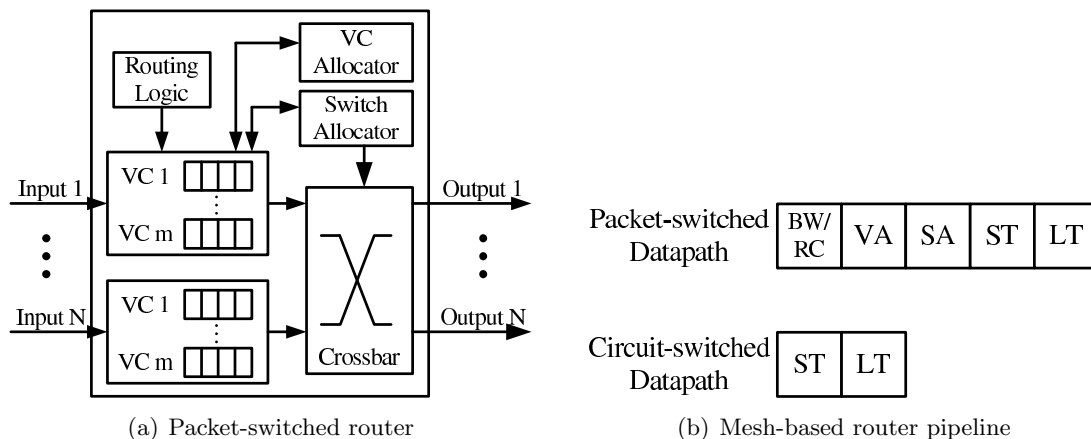 VC
Allocator
Routing
Logic
Switch
Allocator
VC 1
VC m
Input 1
Output 1
VC 1
VC m
Input N
Output N
Crossbar
(a) Packet-switched router
Packet-switched
Datapath
BW/
RC
VA
SA
ST
LT
Circuit-switched
Datapath
ST
LT
(b) Mesh-based router pipeline